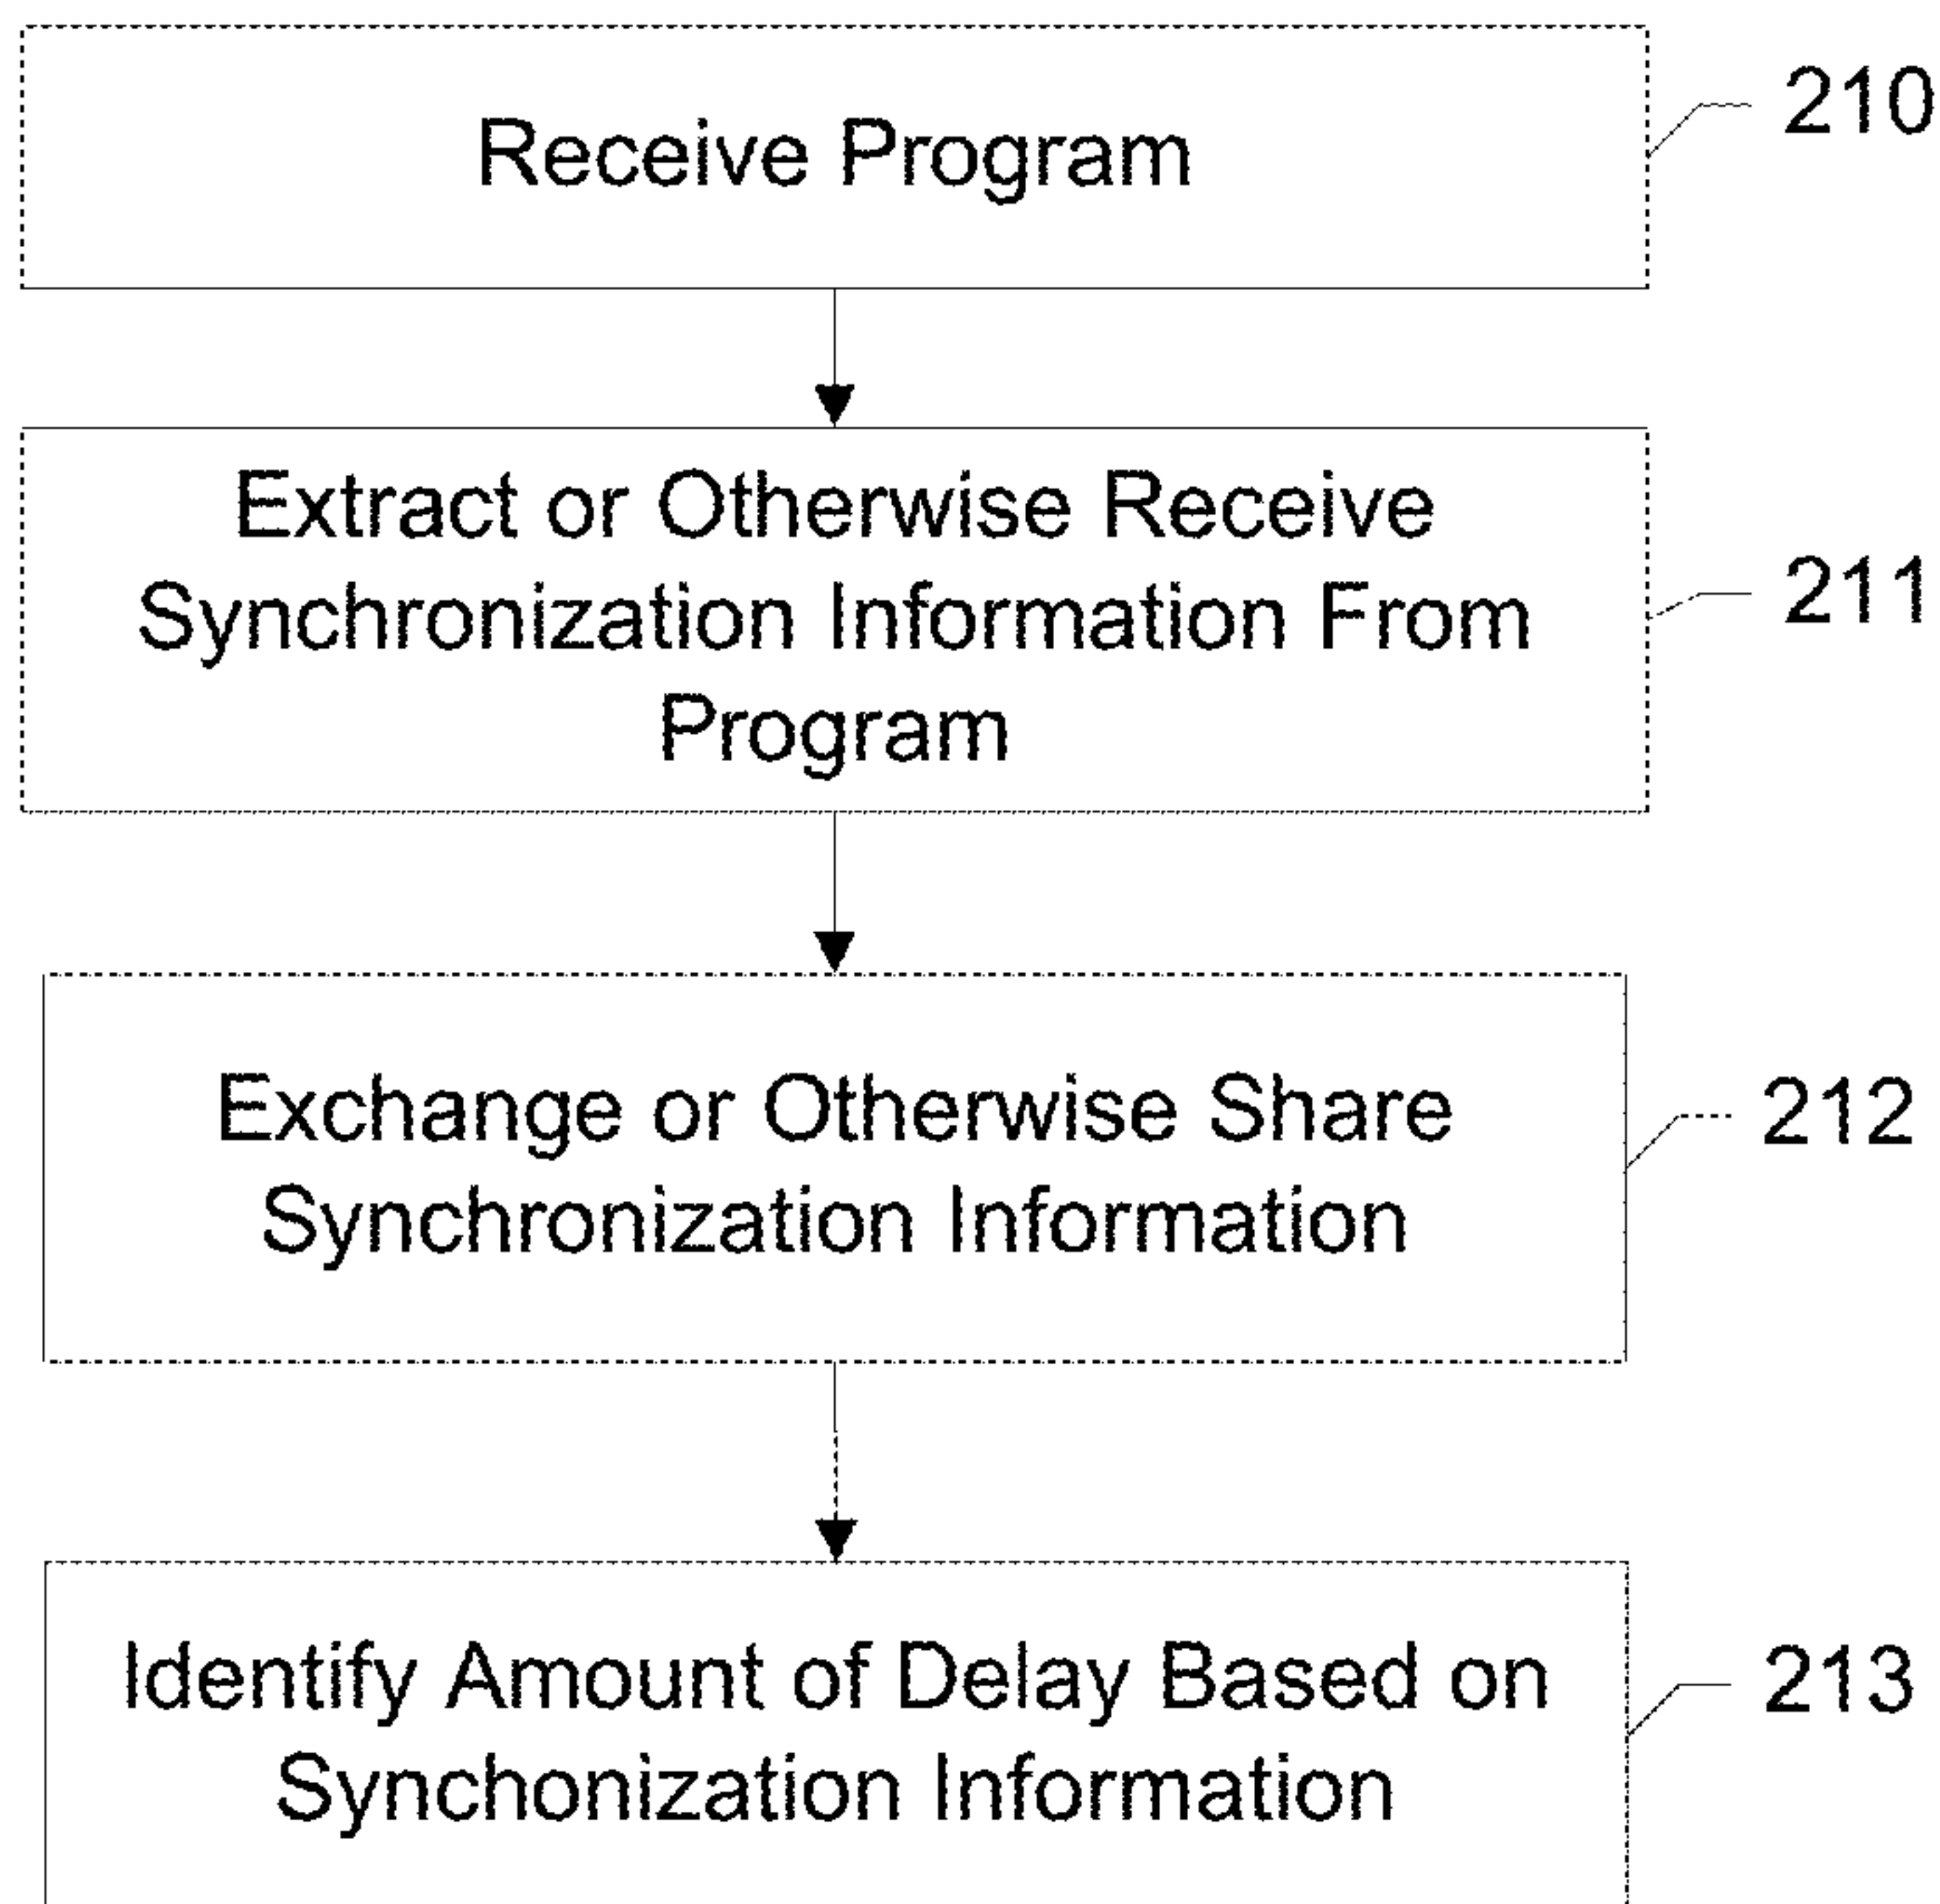 Receive Program
210
Extract or Otherwise Receive
Synchronization Information From
Program
211
Exchange or Otherwise Share
Synchronization Information
212
Identify Amount of Delay Based on
Synchonization Information
213